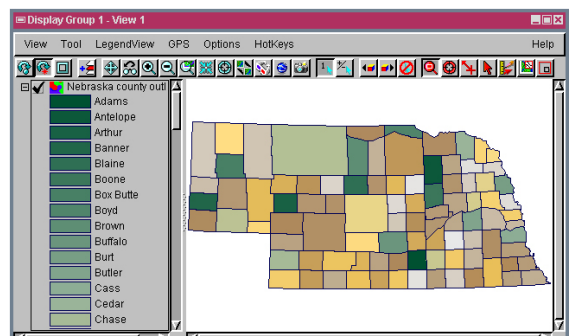 Display Group 1 - View 1
View Tool LegendView GPS Options HotKeys Help
Nebraska county outl
Adams
Antelope
Arthur
Banner
Blaine
Boone
Box Butte
Boyd
Brown
Buffalo
Burt
Butler
Cass
Cedar
Chase